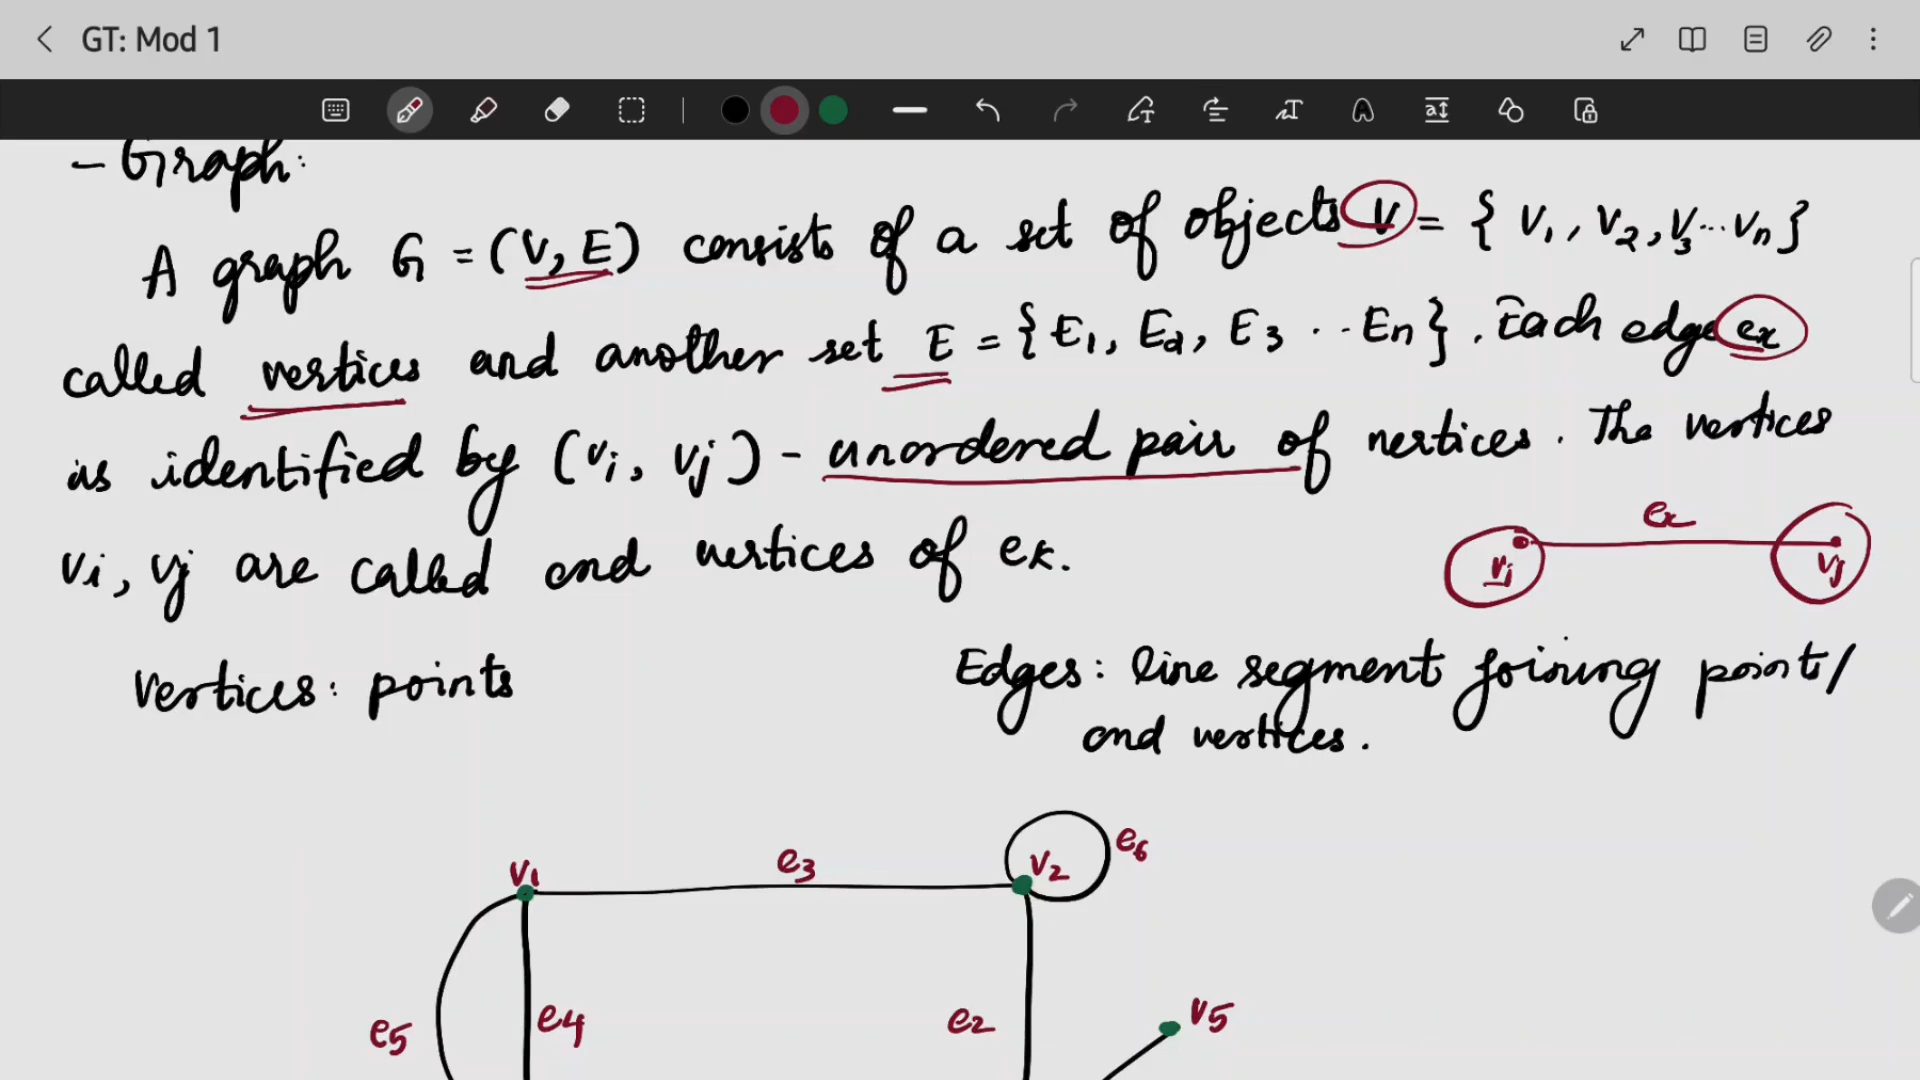 GT: Mod 1
- Graph:
A graph G = (V, E) consists of a set of objects V = { V1, V2, V3 ... Vn }
called vertices and another set E = { E1, E2, E3 ... En }. Each edge ek
is identified by (vi, vj) - unordered pair of vertices. The vertices
vi, vj are called end vertices of ek.
ek
vi vj
Vertices: points
Edges: line segment joining points/
end vertices.
v1 e3 v2 e6
e5 e4 e2 v5